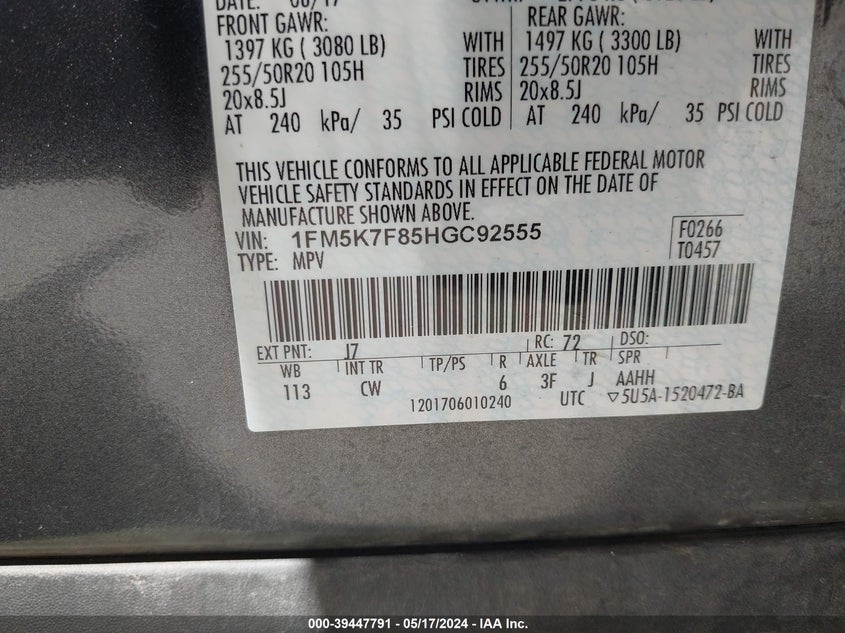 DATE: 06/17
FRONT GAWR: REAR GAWR:
1397 KG ( 3080 LB) WITH 1497 KG ( 3300 LB) WITH
255/50R20 105H TIRES 255/50R20 105H TIRES
20x8.5J RIMS 20x8.5J RIMS
AT 240 kPa/ 35 PSI COLD AT 240 kPa/ 35 PSI COLD
THIS VEHICLE CONFORMS TO ALL APPLICABLE FEDERAL MOTOR
VEHICLE SAFETY STANDARDS IN EFFECT ON THE DATE OF
MANUFACTURE SHOWN ABOVE.
VIN: 1FM5K7F85HGC92555 F0266
TYPE: MPV T0457
EXT PNT: J7 RC: 72 DSO:
WB INT TR TP/PS R AXLE TR SPR
113 CW 6 3F J AAHH
1201706010240 UTC ▽5U5A-1520472-BA
000-39447791 - 05/17/2024 - IAA Inc.